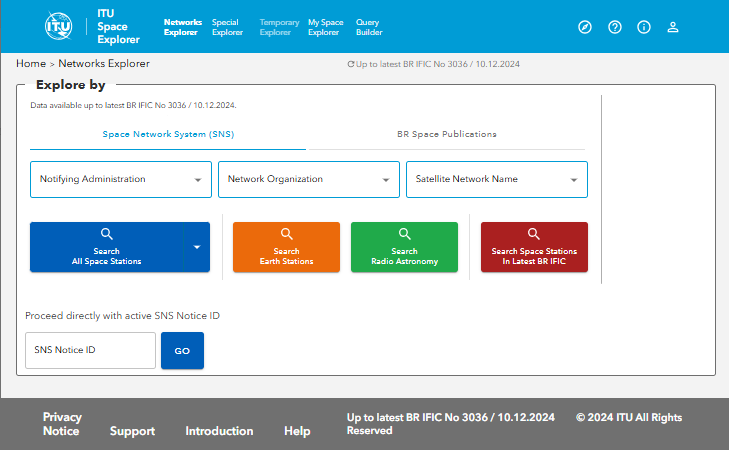 ITU
ITU
Space
Explorer
Networks
Explorer
Special
Explorer
Temporary
Explorer
My Space
Explorer
Query
Builder
Home > Networks Explorer
Up to latest BR IFIC No 3036 / 10.12.2024
Explore by
Data available up to latest BR IFIC No 3036 / 10.12.2024.
Space Network System (SNS)
BR Space Publications
Notifying Administration
Network Organization
Satellite Network Name
Search
All Space Stations
Search
Earth Stations
Search
Radio Astronomy
Search Space Stations
In Latest BR IFIC
Proceed directly with active SNS Notice ID
SNS Notice ID
GO
Privacy
Notice
Support
Introduction
Help
Up to latest BR IFIC No 3036 / 10.12.2024 © 2024 ITU All Rights
Reserved